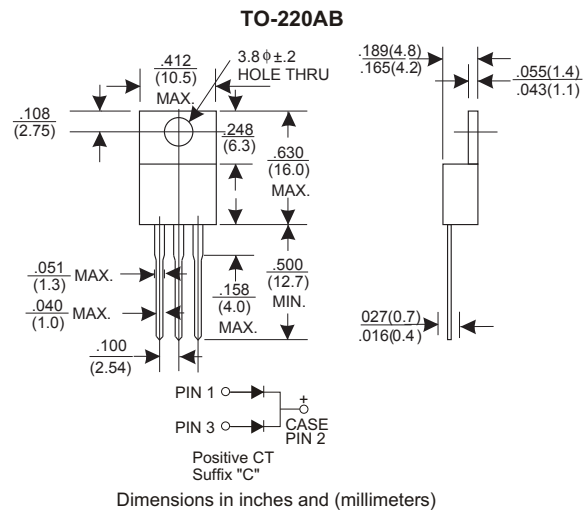 TO-220AB
.412
(10.5)
MAX.
3.8ϕ±.2
HOLE THRU
.189(4.8)
.165(4.2)
.055(1.4)
.043(1.1)
.108
(2.75)
.248
(6.3)
.630
(16.0)
MAX.
.051
(1.3)
MAX.
.040
(1.0)
MAX.
.158
(4.0)
MAX.
.500
(12.7)
MIN.
.100
(2.54)
027(0.7)
.016(0.4)
PIN 1
PIN 3
+
CASE
PIN 2
Positive CT
Suffix "C"
Dimensions in inches and (millimeters)